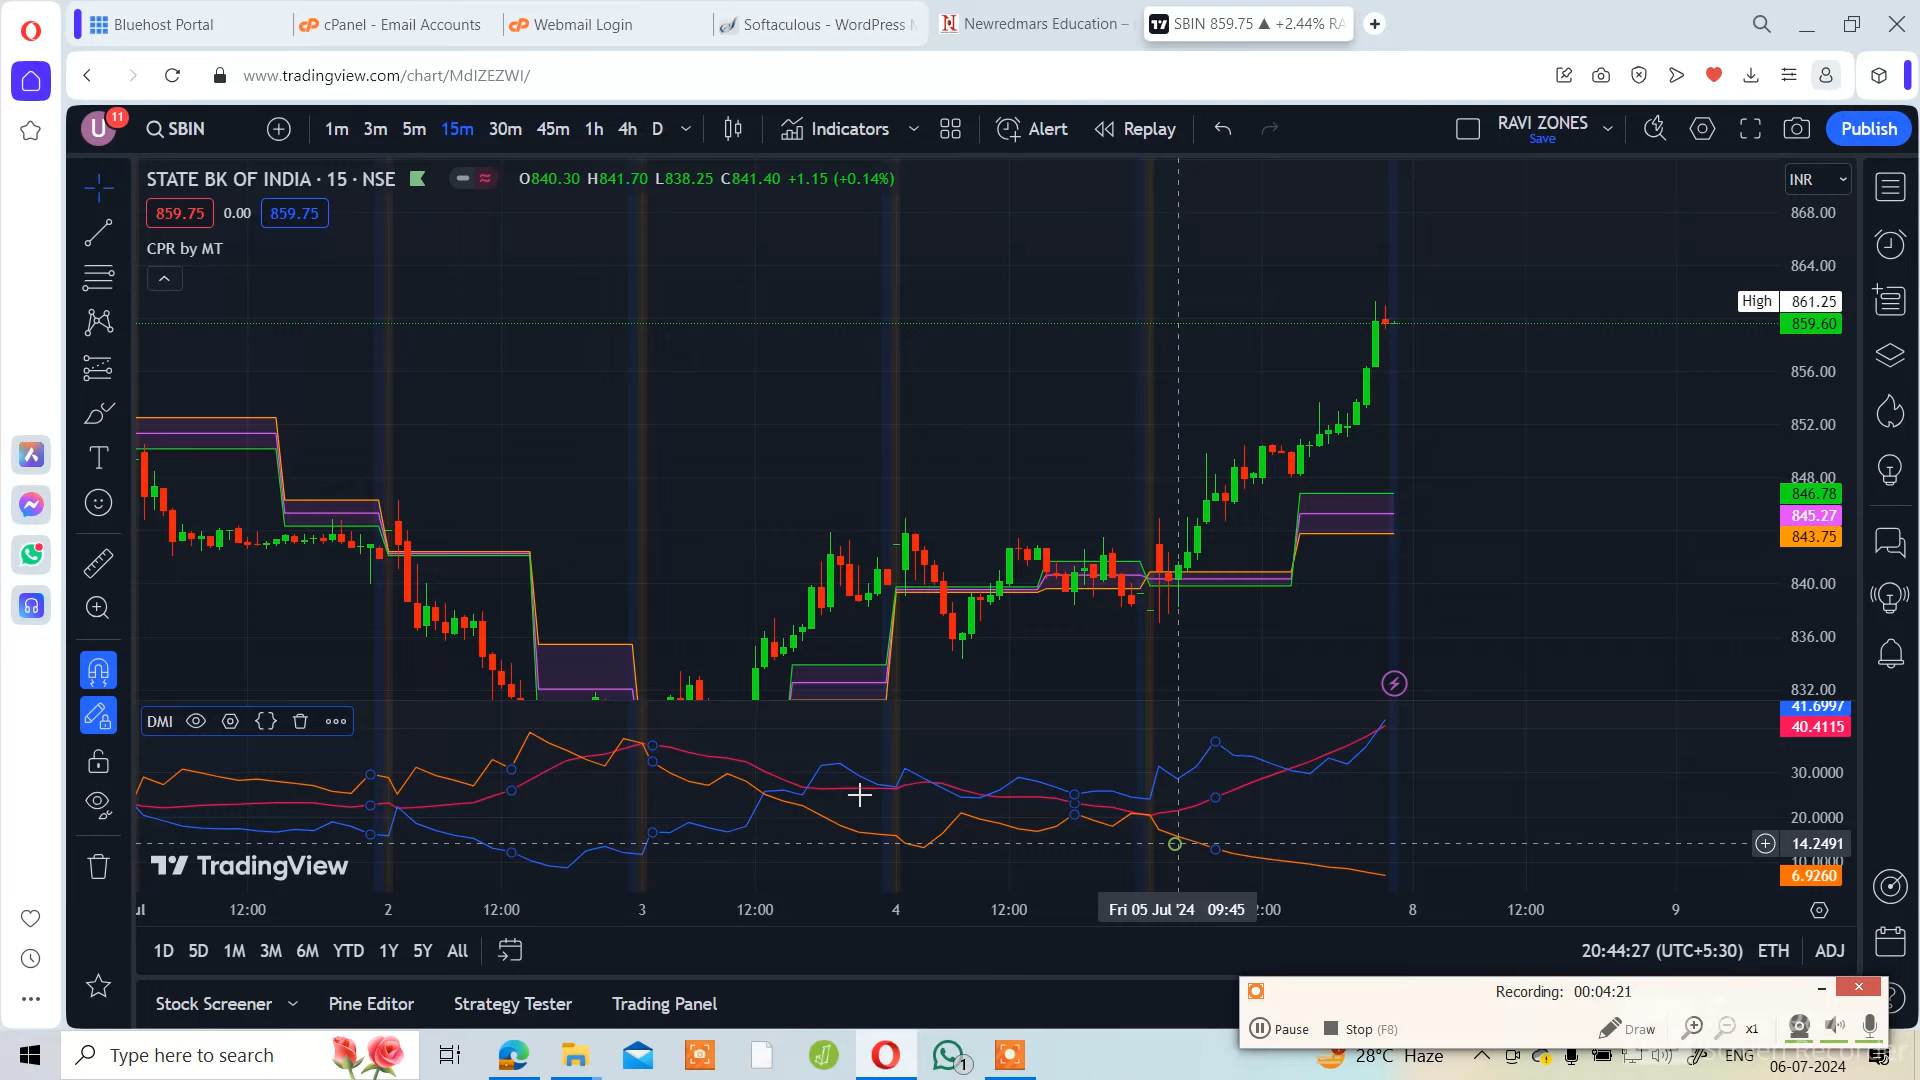 Bluehost Portal
cPanel - Email Accounts
Webmail Login
Softaculous - WordPress
Newredmars Education –
SBIN 859.75 ▲ +2.44% RA
www.tradingview.com/chart/MdIZEZWI/
U
11
SBIN
1m 3m 5m 15m 30m 45m 1h 4h D
Indicators
Alert
Replay
RAVI ZONES
Save
Publish
STATE BK OF INDIA · 15 · NSE
O840.30 H841.70 L838.25 C841.40 +1.15 (+0.14%)
INR
859.75 0.00 859.75
868.00
CPR by MT
864.00
High 861.25
859.60
856.00
852.00
848.00
846.78
845.27
843.75
840.00
836.00
832.00
41.6997
DMI
40.4115
30.0000
20.0000
14.2491
10.0000
TradingView
6.9260
12:00 2 12:00 3 12:00 4 12:00 Fri 05 Jul '24 09:45 2:00 8 12:00 9
1D 5D 1M 3M 6M YTD 1Y 5Y All
20:44:27 (UTC+5:30) ETH ADJ
Stock Screener
Pine Editor
Strategy Tester
Trading Panel
Recording: 00:04:21
Pause
Stop (F8)
Draw
x1
Type here to search
1
28°C Haze
ENG
06-07-2024